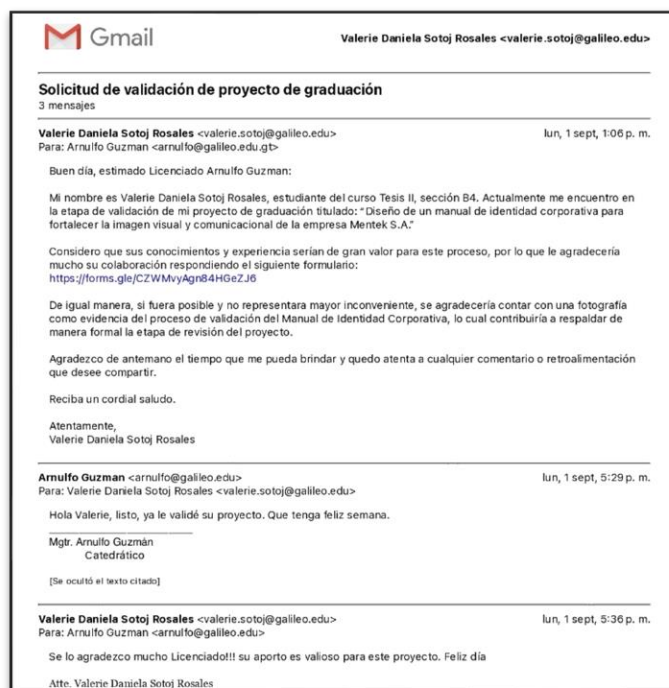 Gmail
Valerie Daniela Sotoj Rosales <valerie.sotoj@galileo.edu>
Solicitud de validación de proyecto de graduación
3 mensajes
Valerie Daniela Sotoj Rosales <valerie.sotoj@galileo.edu>
lun, 1 sept, 1:06 p. m.
Para: Arnulfo Guzman <arnulfo@galileo.edu.gt>
Buen día, estimado Licenciado Arnulfo Guzman:
Mi nombre es Valerie Daniela Sotoj Rosales, estudiante del curso Tesis II, sección B4. Actualmente me encuentro en
la etapa de validación de mi proyecto de graduación titulado: “Diseño de un manual de identidad corporativa para
fortalecer la imagen visual y comunicacional de la empresa Mentek S.A.”
Considero que sus conocimientos y experiencia serían de gran valor para este proceso, por lo que le agradecería
mucho su colaboración respondiendo el siguiente formulario:
https://forms.gle/CZWMvyAgn84HGeZJ6
De igual manera, si fuera posible y no representara mayor inconveniente, se agradecería contar con una fotografía
como evidencia del proceso de validación del Manual de Identidad Corporativa, lo cual contribuiría a respaldar de
manera formal la etapa de revisión del proyecto.
Agradezco de antemano el tiempo que me pueda brindar y quedo atenta a cualquier comentario o retroalimentación
que desee compartir.
Reciba un cordial saludo.
Atentamente,
Valerie Daniela Sotoj Rosales
Arnulfo Guzman <arnulfo@galileo.edu>
lun, 1 sept, 5:29 p. m.
Para: Valerie Daniela Sotoj Rosales <valerie.sotoj@galileo.edu>
Hola Valerie, listo, ya le validé su proyecto. Que tenga feliz semana.
Mgtr. Arnulfo Guzmán
Catedrático
[Se ocultó el texto citado]
Valerie Daniela Sotoj Rosales <valerie.sotoj@galileo.edu>
lun, 1 sept, 5:36 p. m.
Para: Arnulfo Guzman <arnulfo@galileo.edu>
Se lo agradezco mucho Licenciado!!! su aporto es valioso para este proyecto. Feliz día
Atte. Valerie Daniela Sotoj Rosales